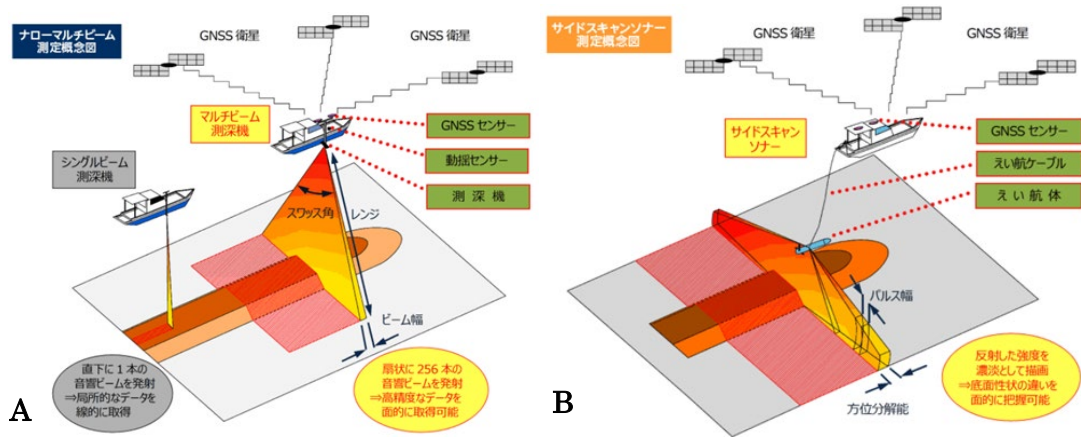 ナローマルチビーム
測定概念図
GNSS 衛星
GNSS 衛星
マルチビーム
測深機
GNSS センサー
動揺センサー
測 深 機
シングルビーム
測深機
スワッス角
レンジ
ビーム幅
直下に 1 本の
音響ビームを発射
⇒局所的なデータを
線的に取得
扇状に 256 本の
音響ビームを発射
⇒高精度なデータを
面的に取得可能
A
サイドスキャンソナー
測定概念図
GNSS 衛星
GNSS 衛星
サイドスキャン
ソナー
GNSS センサー
えい航ケーブル
え い 航 体
パルス幅
方位分解能
反射した強度を
濃淡として描画
⇒底面性状の違いを
面的に把握可能
B